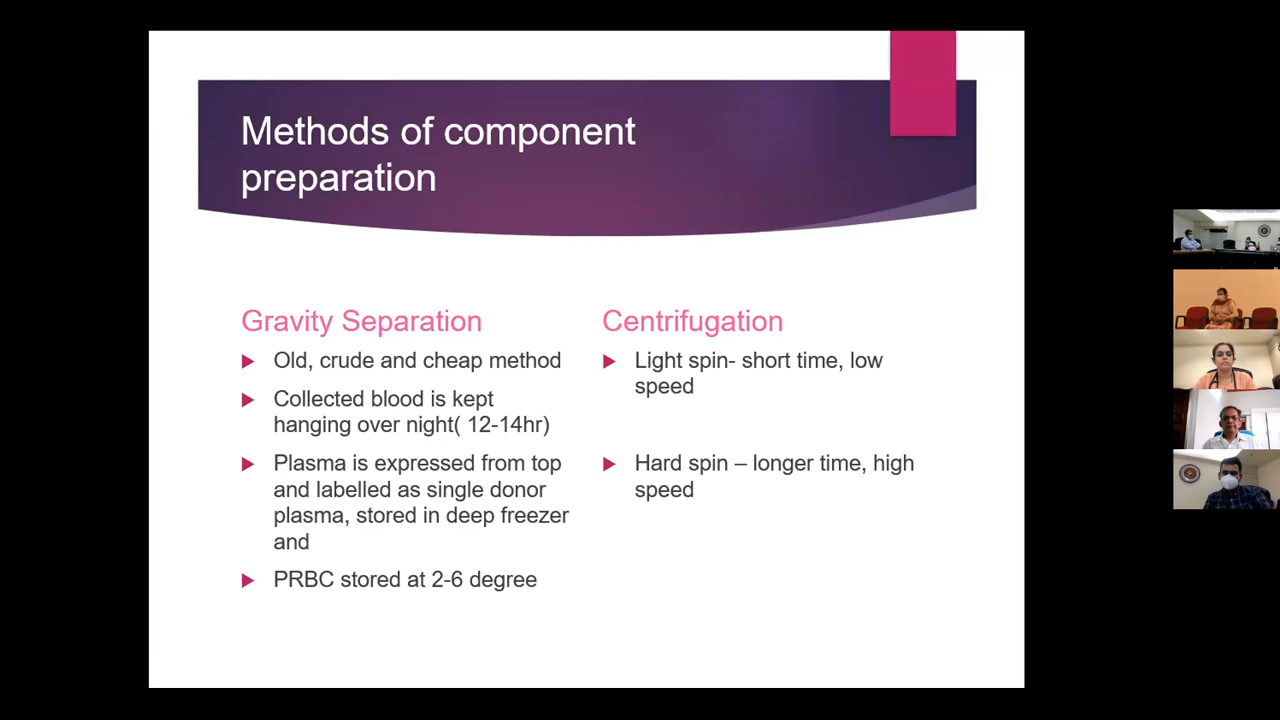 Methods of component
preparation
Gravity Separation
Old, crude and cheap method
Collected blood is kept
hanging over night( 12-14hr)
Plasma is expressed from top
and labelled as single donor
plasma, stored in deep freezer
and
PRBC stored at 2-6 degree
Centrifugation
Light spin- short time, low
speed
Hard spin – longer time, high
speed